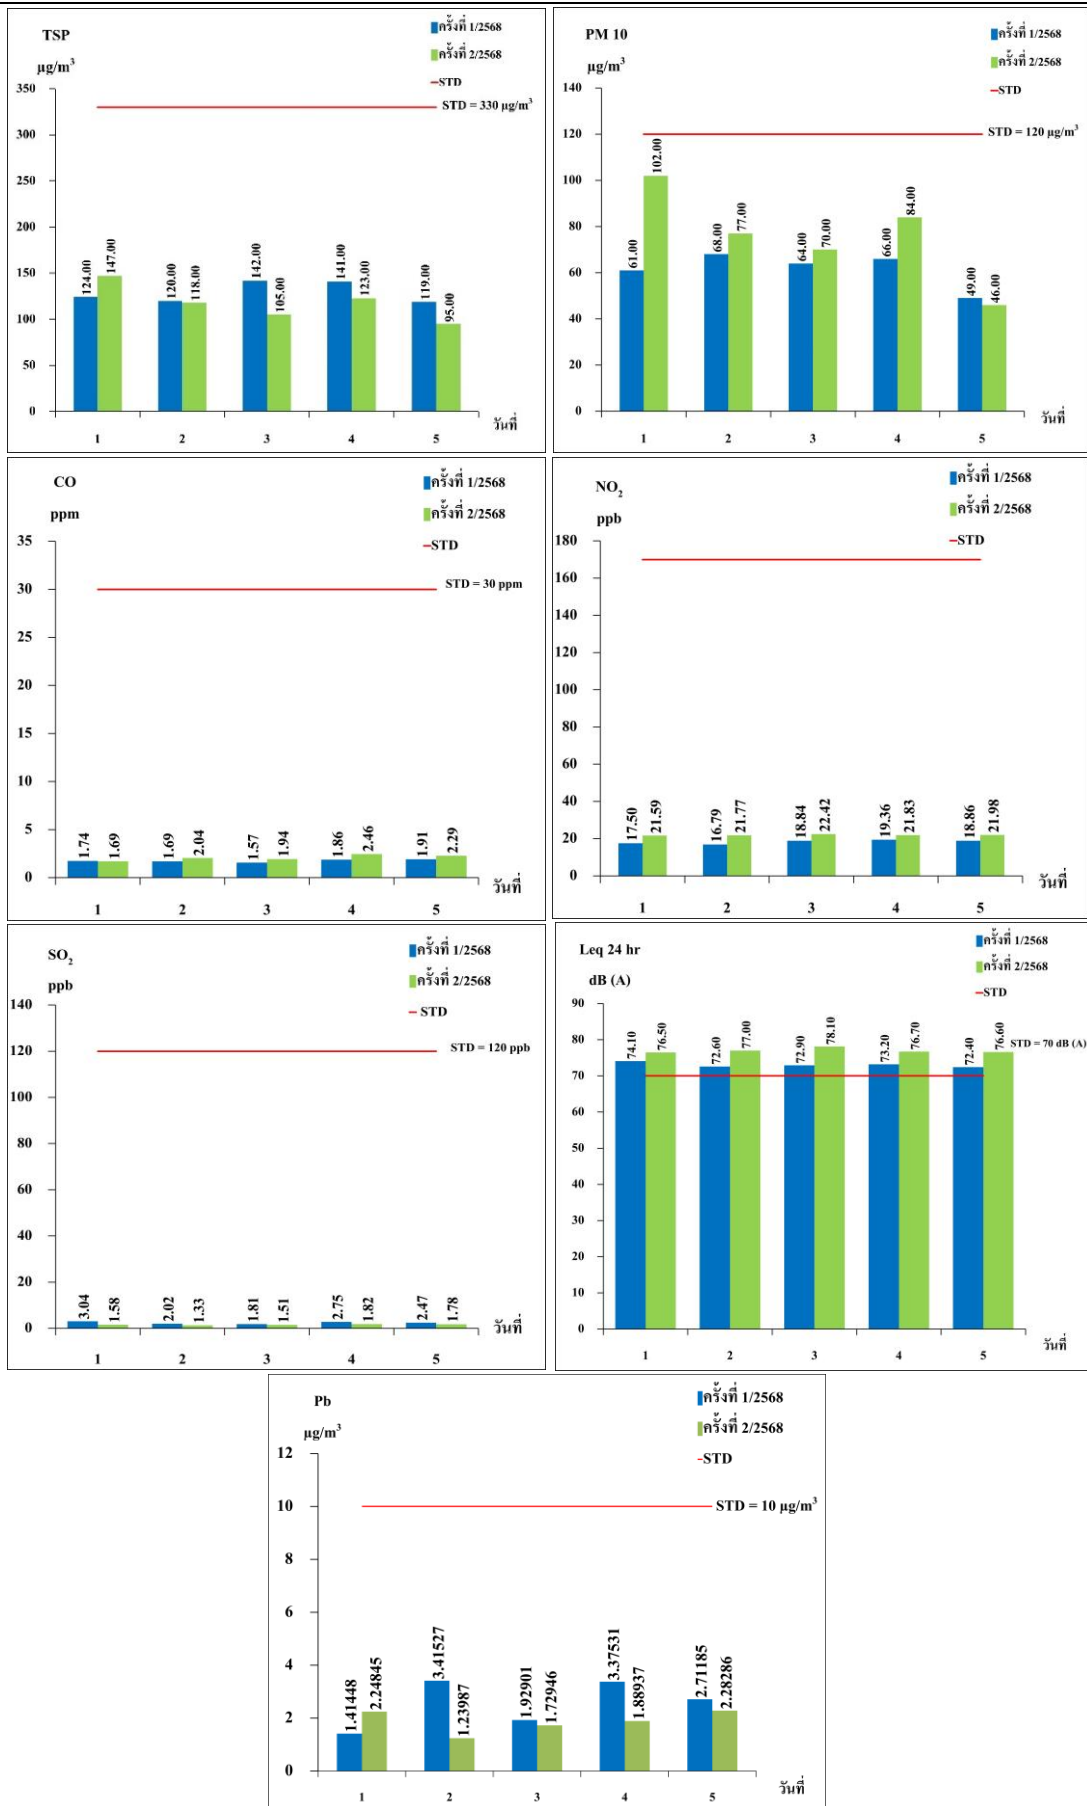 TSP
µg/m³
ครั้งที่ 1/2568
ครั้งที่ 2/2568
STD
350
300
250
200
150
100
50
0
STD = 330 µg/m³
124.00 147.00 120.00 118.00 142.00 105.00 141.00 123.00 119.00 95.00
1 2 3 4 5
วันที่
PM 10
µg/m³
ครั้งที่ 1/2568
ครั้งที่ 2/2568
STD
140
120
100
80
60
40
20
0
STD = 120 µg/m³
61.00 102.00 68.00 77.00 64.00 70.00 66.00 84.00 49.00 46.00
1 2 3 4 5
วันที่
CO
ppm
ครั้งที่ 1/2568
ครั้งที่ 2/2568
STD
35
30
25
20
15
10
5
0
STD = 30 ppm
1.74 1.69 1.69 2.04 1.57 1.94 1.86 2.46 1.91 2.29
1 2 3 4 5
วันที่
NO₂
ppb
ครั้งที่ 1/2568
ครั้งที่ 2/2568
STD
180
160
140
120
100
80
60
40
20
0
17.50 21.59 16.79 21.77 18.84 22.42 19.36 21.83 18.86 21.98
1 2 3 4 5
วันที่
SO₂
ppb
ครั้งที่ 1/2568
ครั้งที่ 2/2568
STD
140
120
100
80
60
40
20
0
STD = 120 ppb
3.04 1.58 2.02 1.33 1.81 1.51 2.75 1.82 2.47 1.78
1 2 3 4 5
วันที่
Leq 24 hr
dB (A)
ครั้งที่ 1/2568
ครั้งที่ 2/2568
STD
90
80
70
60
50
40
30
20
10
0
STD = 70 dB (A)
74.10 76.50 72.60 77.00 72.90 78.10 73.20 76.70 72.40 76.60
1 2 3 4 5
วันที่
Pb
µg/m³
ครั้งที่ 1/2568
ครั้งที่ 2/2568
STD
12
10
8
6
4
2
0
STD = 10 µg/m³
1.41448 2.24845 3.41527 1.23987 1.92901 1.72946 3.37531 1.88937 2.71185 2.28286
1 2 3 4 5
วันที่